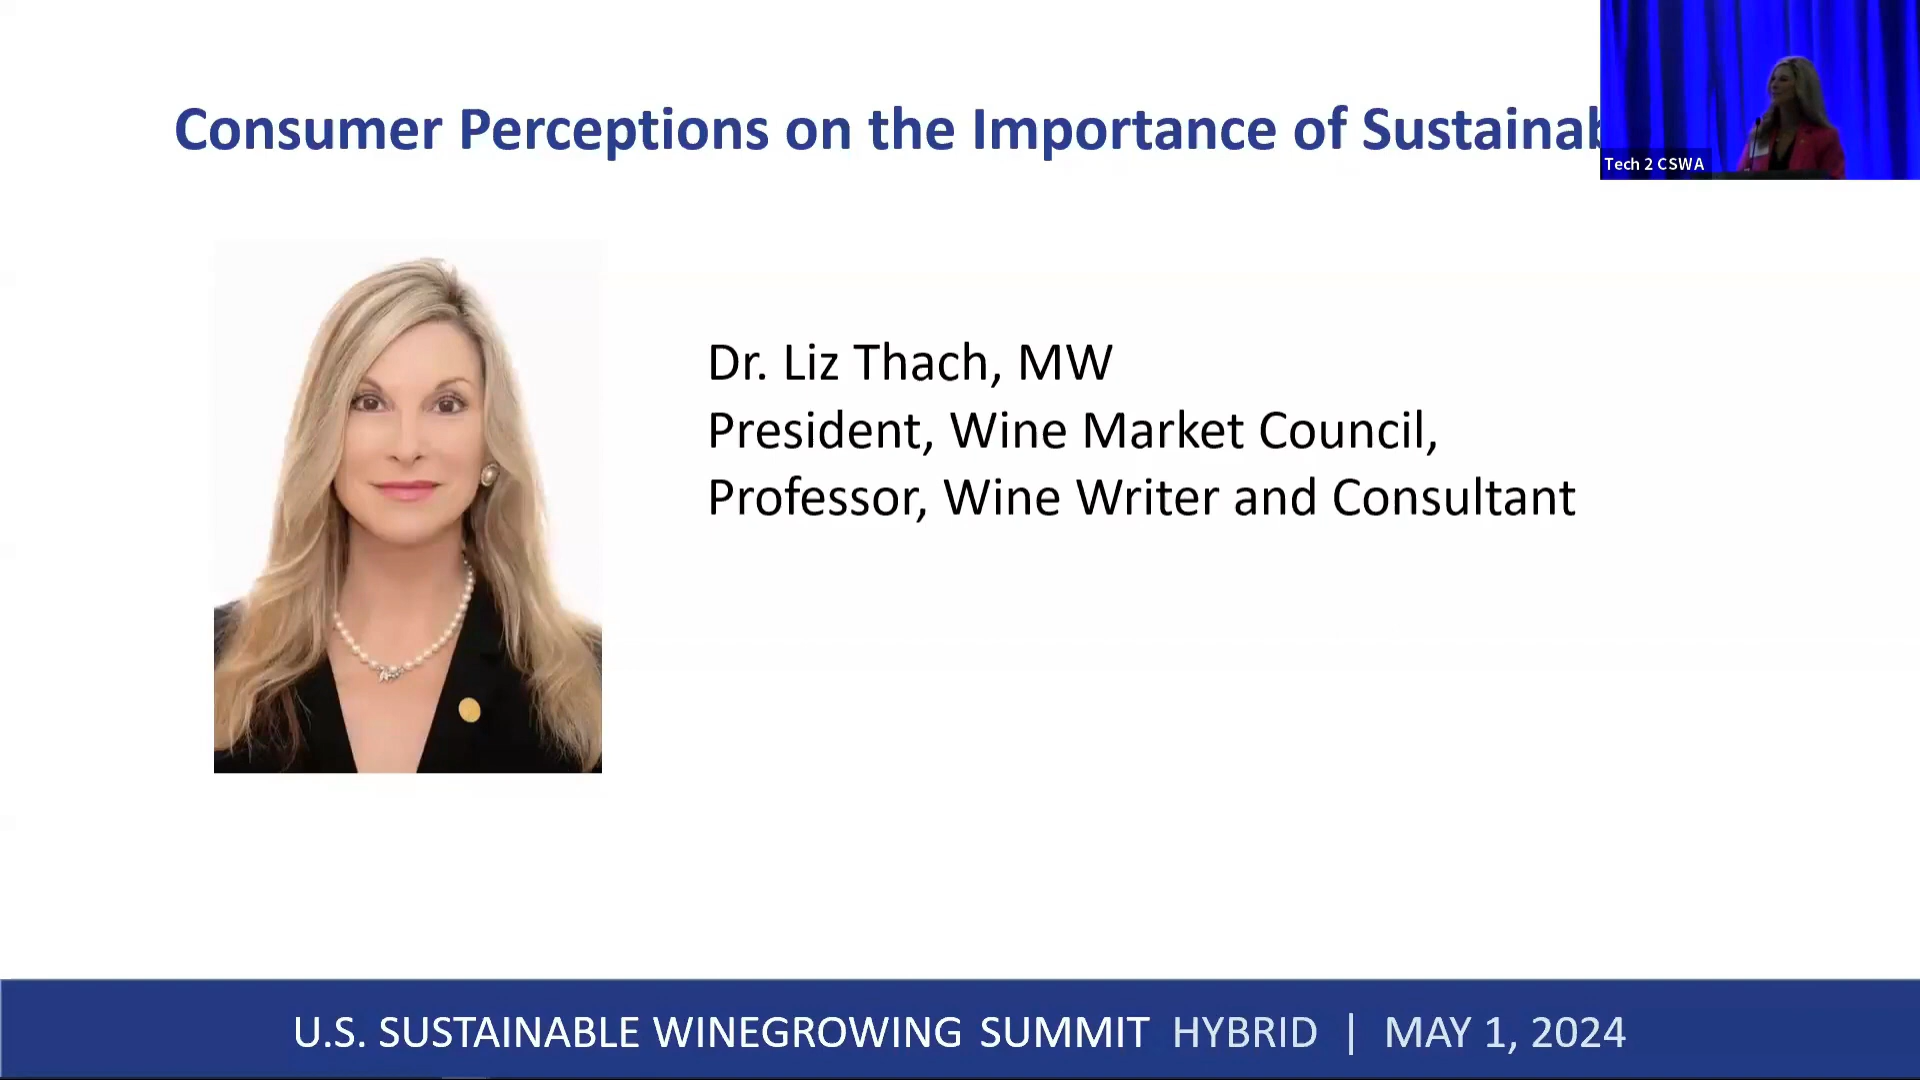 Consumer Perceptions on the Importance of Sustainab
Tech 2 CSWA
Dr. Liz Thach, MW
President, Wine Market Council,
Professor, Wine Writer and Consultant
U.S. SUSTAINABLE WINEGROWING SUMMIT HYBRID | MAY 1, 2024